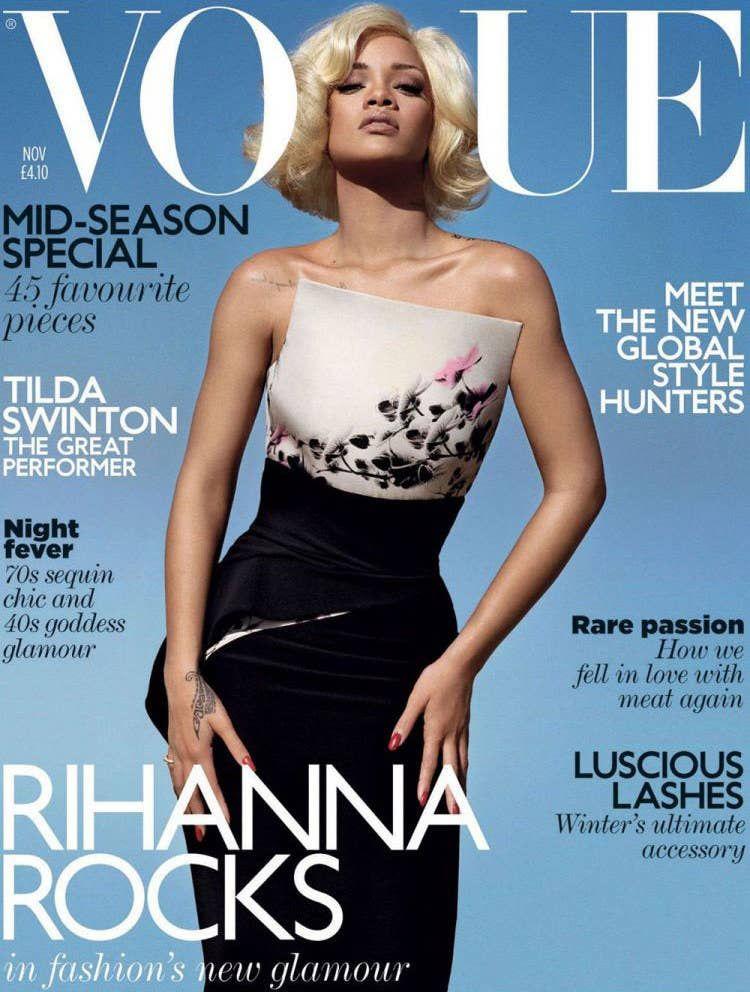 VOGUE
®
NOV
£4.10
MID-SEASON
SPECIAL
45 favourite
pieces
TILDA
SWINTON
THE GREAT
PERFORMER
Night
fever
70s sequin
chic and
40s goddess
glamour
MEET
THE NEW
GLOBAL
STYLE
HUNTERS
Rare passion
How we
fell in love with
meat again
LUSCIOUS
LASHES
Winter's ultimate
accessory
RIHANNA
ROCKS
in fashion's new glamour